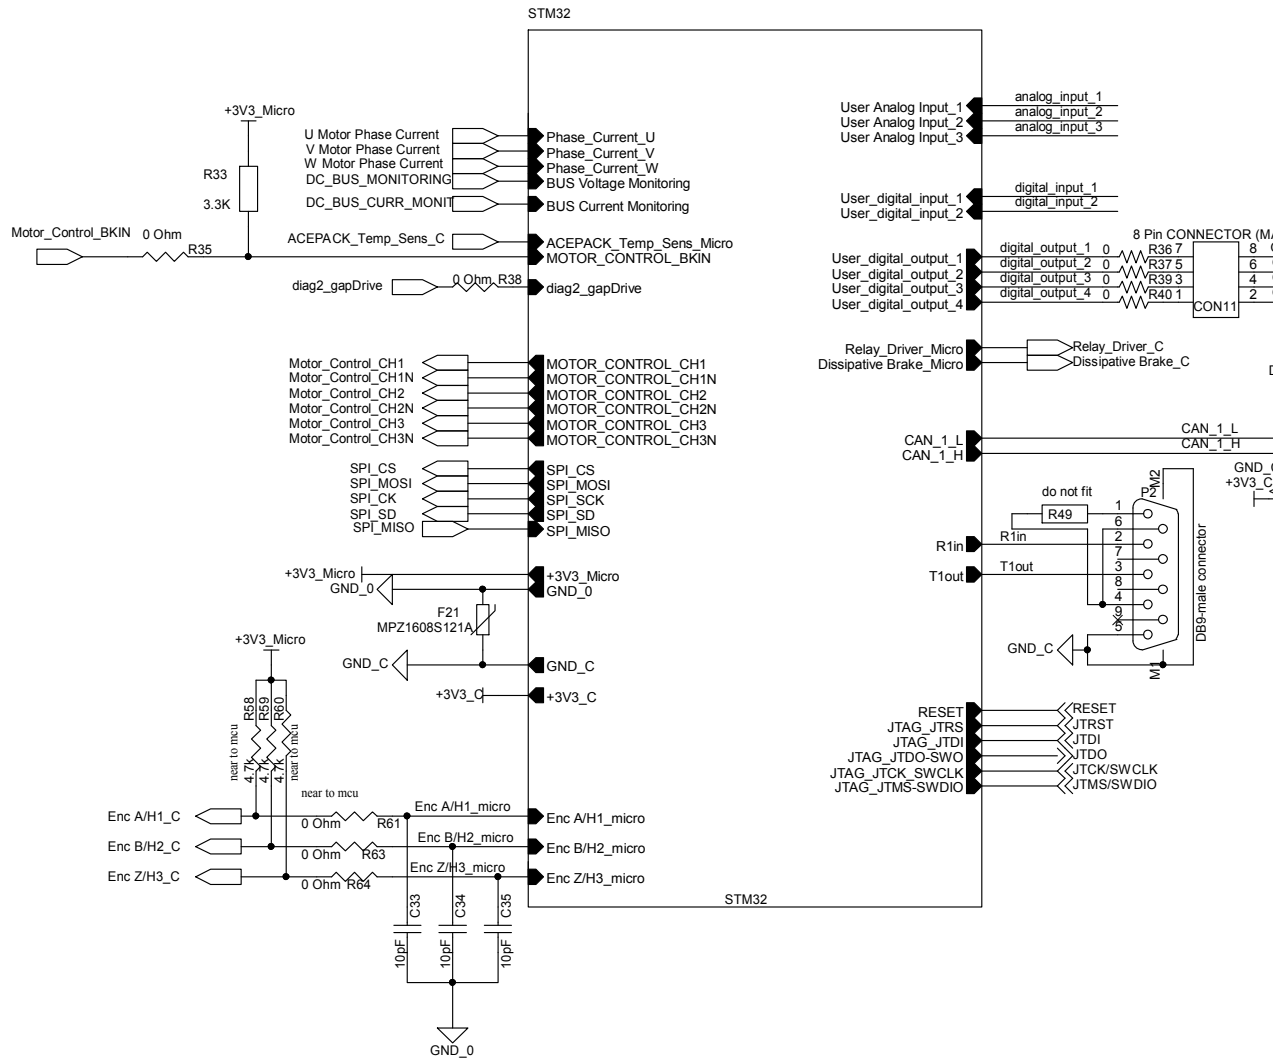 STM32
+3V3_Micro
R33
3.3K
Motor_Control_BKIN
0 Ohm
R35
U Motor Phase Current
V Motor Phase Current
W Motor Phase Current
DC_BUS_MONITORING
DC_BUS_CURR_MONIT
ACEPACK_Temp_Sens_C
diag2_gapDrive
0 Ohm
R38
Phase_Current_U
Phase_Current_V
Phase_Current_W
BUS Voltage Monitoring
BUS Current Monitoring
ACEPACK_Temp_Sens_Micro
MOTOR_CONTROL_BKIN
diag2_gapDrive
Motor_Control_CH1
Motor_Control_CH1N
Motor_Control_CH2
Motor_Control_CH2N
Motor_Control_CH3
Motor_Control_CH3N
MOTOR_CONTROL_CH1
MOTOR_CONTROL_CH1N
MOTOR_CONTROL_CH2
MOTOR_CONTROL_CH2N
MOTOR_CONTROL_CH3
MOTOR_CONTROL_CH3N
SPI_CS
SPI_MOSI
SPI_CK
SPI_SD
SPI_MISO
SPI_CS
SPI_MOSI
SPI_SCK
SPI_SD
SPI_MISO
+3V3_Micro
GND_0
+3V3_Micro
GND_0
F21
MPZ1608S121A
GND_C
GND_C
+3V3_C
+3V3_C
+3V3_Micro
R58
R59
R60
4.7k
4.7k
4.7k
near to mcu
near to mcu
near to mcu
Enc A/H1_C
0 Ohm
R61
Enc A/H1_micro
Enc A/H1_micro
Enc B/H2_C
0 Ohm
R63
Enc B/H2_micro
Enc B/H2_micro
Enc Z/H3_C
0 Ohm
R64
Enc Z/H3_micro
Enc Z/H3_micro
C33
C34
C35
10pF
10pF
10pF
GND_0
STM32
User Analog Input_1
User Analog Input_2
User Analog Input_3
analog_input_1
analog_input_2
analog_input_3
User_digital_input_1
User_digital_input_2
digital_input_1
digital_input_2
User_digital_output_1
User_digital_output_2
User_digital_output_3
User_digital_output_4
digital_output_1
digital_output_2
digital_output_3
digital_output_4
0
0
0
0
R36
R37
R39
R40
8 Pin CONNECTOR (MA
7
5
3
1
8
6
4
2
CON11
Relay_Driver_Micro
Dissipative Brake_Micro
Relay_Driver_C
Dissipative Brake_C
CAN_1_L
CAN_1_H
CAN_1_L
CAN_1_H
GND_
+3V3_C
do not fit
R49
P2
M2
1
6
2
7
3
8
4
9
5
M1
DB9-male connector
R1in
R1in
T1out
T1out
GND_C
RESET
JTAG_JTRS
JTAG_JTDI
JTAG_JTDO-SWO
JTAG_JTCK_SWCLK
JTAG_JTMS-SWDIO
RESET
JTRST
JTDI
JTDO
JTCK/SWCLK
JTMS/SWDIO